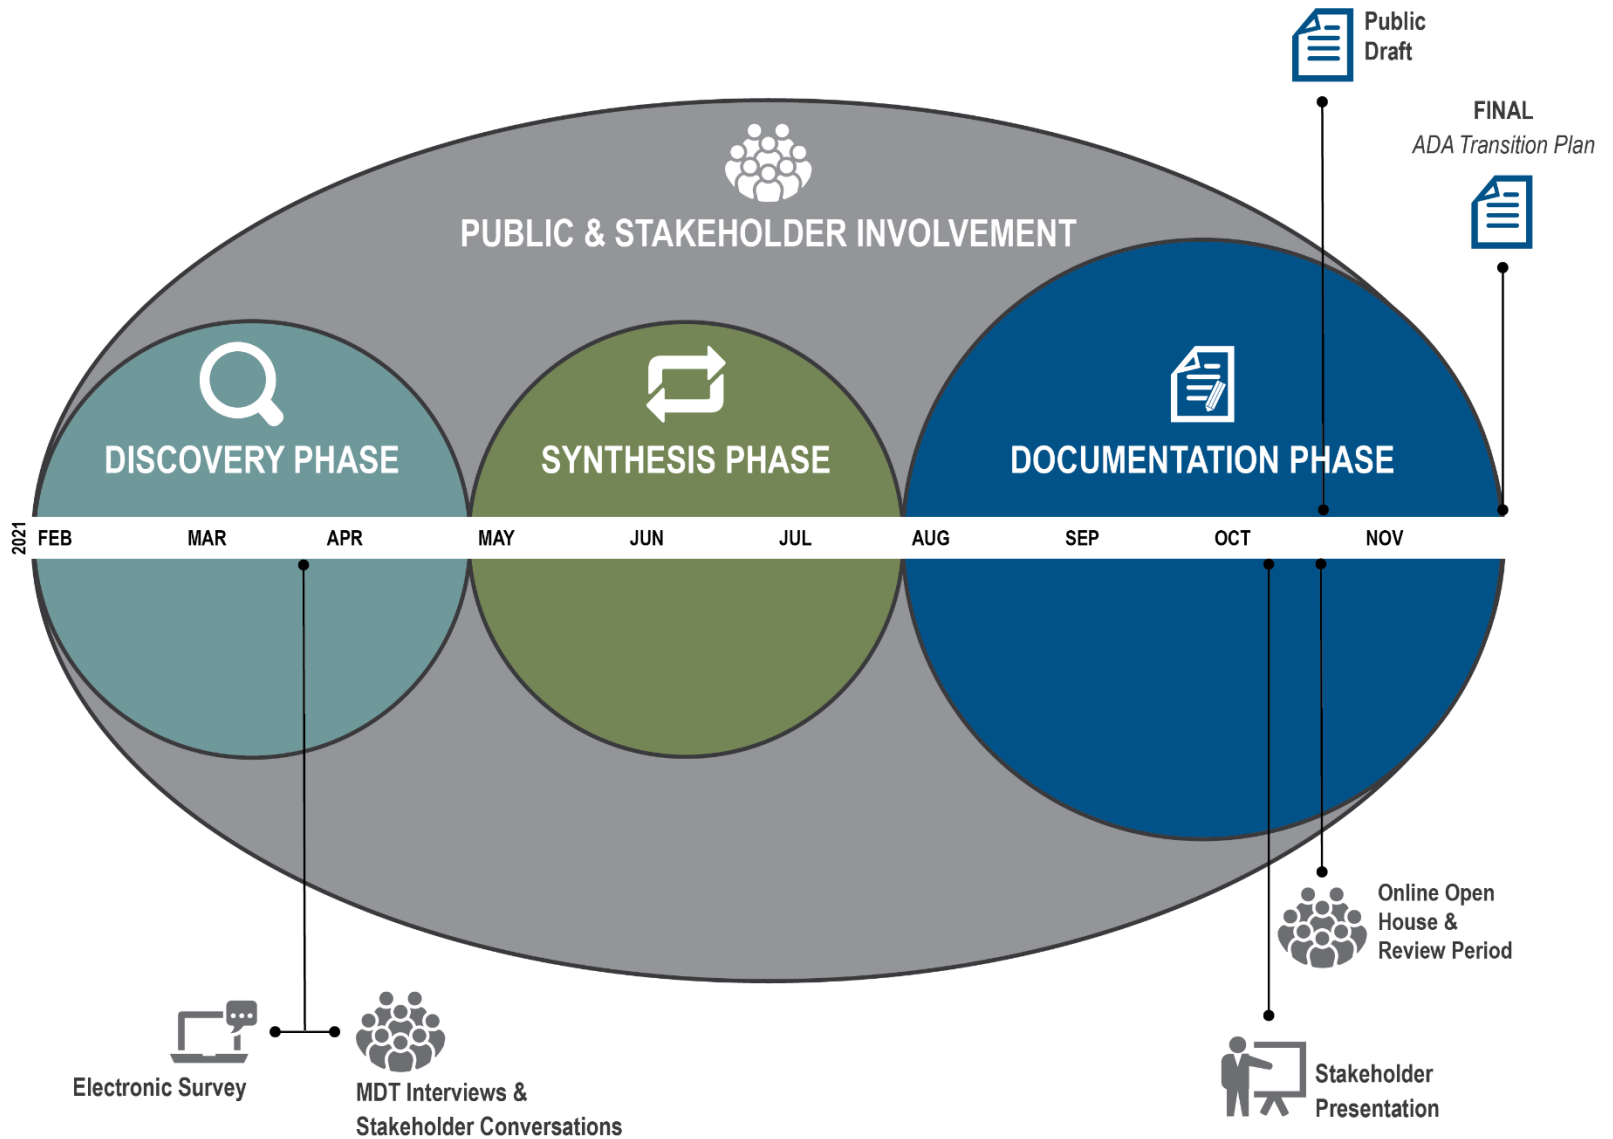 Public
Draft
FINAL
ADA Transition Plan
PUBLIC & STAKEHOLDER INVOLVEMENT
DISCOVERY PHASE
SYNTHESIS PHASE
DOCUMENTATION PHASE
2021
FEB MAR APR MAY JUN JUL AUG SEP OCT NOV
Online Open
House &
Review Period
Electronic Survey
MDT Interviews &
Stakeholder Conversations
Stakeholder
Presentation